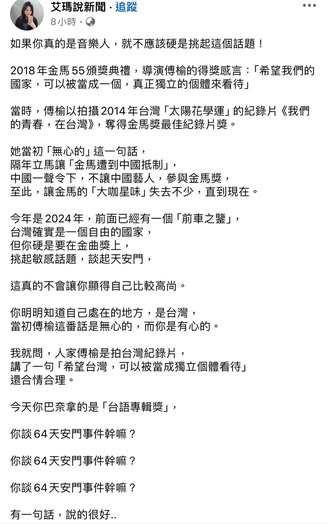 艾瑪說新聞 · 追蹤
8小時 ·
如果你真的是音樂人，就不應該硬是挑起這個話題！
2018年金馬55頒獎典禮，導演傅榆的得獎感言：「希望我們的
國家，可以被當成一個，真正獨立的個體來看待」
當時，傅榆以拍攝2014年台灣「太陽花學運」的紀錄片《我們
的青春，在台灣》，奪得金馬獎最佳紀錄片獎。
她當初「無心的」這一句話，
隔年立馬讓「金馬遭到中國抵制」，
中國一聲令下，不讓中國藝人，參與金馬獎，
至此，讓金馬的「大咖星味」失去不少，直到現在。
今年是2024年，前面已經有一個「前車之鑒」，
台灣確實是一個自由的國家，
但你硬是要在金曲獎上，
挑起敏感話題，談起天安門，
這真的不會讓你顯得自己比較高尚。
你明明知道自己處在的地方，是台灣，
當初傅榆這番話是無心的，而你是有心的。
我就問，人家傅榆是拍台灣紀錄片，
講了一句「希望台灣，可以被當成獨立個體看待」
還合情合理。
今天你巴奈拿的是「台語專輯獎」，
你談64天安門事件幹嘛？
你談64天安門事件幹嘛？
你談64天安門事件幹嘛？
有一句話，說的很好..